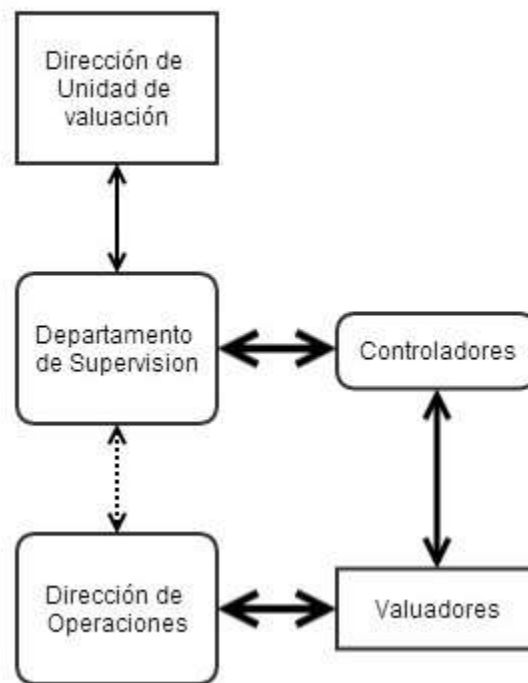 Dirección de
Unidad de
valuación
Departamento
de Supervision
Controladores
Dirección de
Operaciones
Valuadores